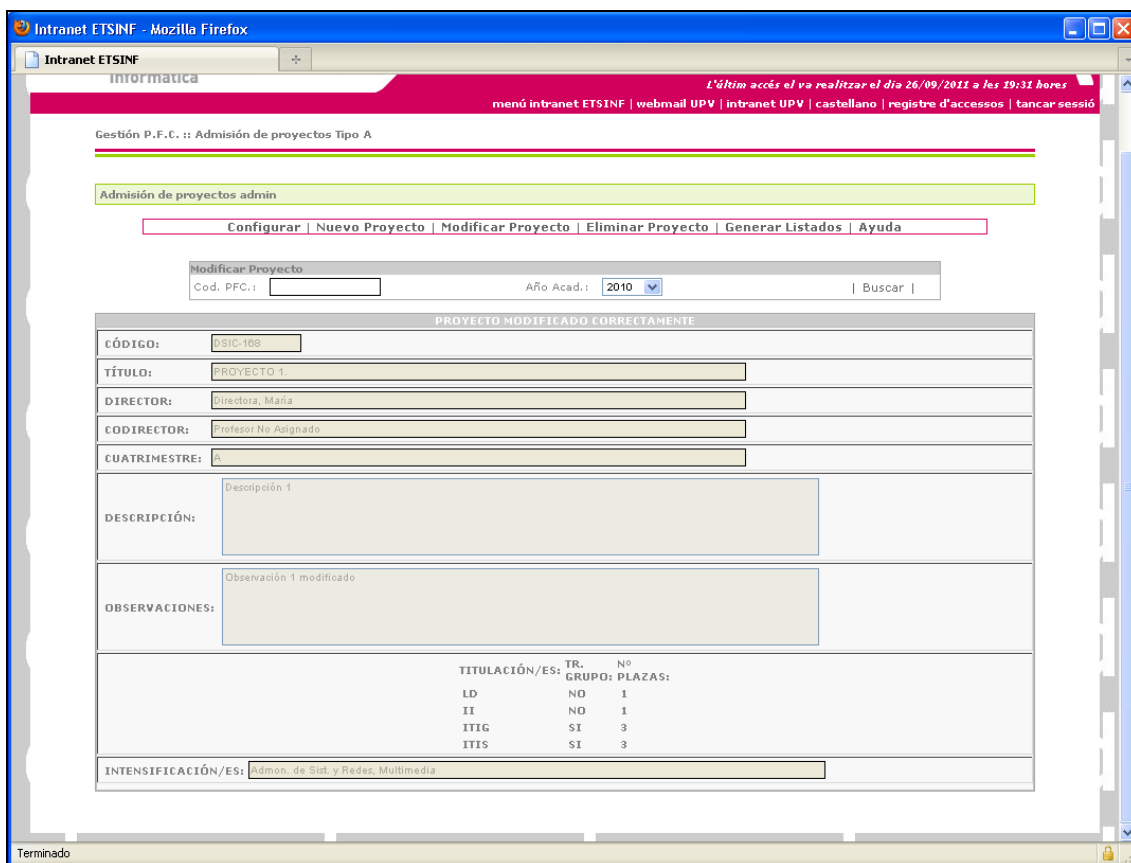 Intranet ETSINF - Mozilla Firefox
Intranet ETSINF
Informàtica
L'últim accés el va realitzar el dia 26/09/2011 a les 19:31 hores
menú intranet ETSINF | webmail UPV | intranet UPV | castellano | registre d'accessos | tancar sessió
Gestión P.F.C. :: Admisión de proyectos Tipo A
Admisión de proyectos admin
Configurar | Nuevo Proyecto | Modificar Proyecto | Eliminar Proyecto | Generar Listados | Ayuda
Modificar Proyecto
Cod. PFC.: Año Acad.: 2010 | Buscar |
PROYECTO MODIFICADO CORRECTAMENTE
CÓDIGO: DSIC-168
TÍTULO: PROYECTO 1.
DIRECTOR: Directora, María
CODIRECTOR: Profesor No Asignado
CUATRIMESTRE: A
DESCRIPCIÓN: Descripción 1
OBSERVACIONES: Observación 1 modificado
TITULACIÓN/ES: TR. GRUPO: Nº PLAZAS:
LD NO 1
II NO 1
ITIG SI 3
ITIS SI 3
INTENSIFICACIÓN/ES: Admon. de Sist. y Redes, Multimedia
Terminado